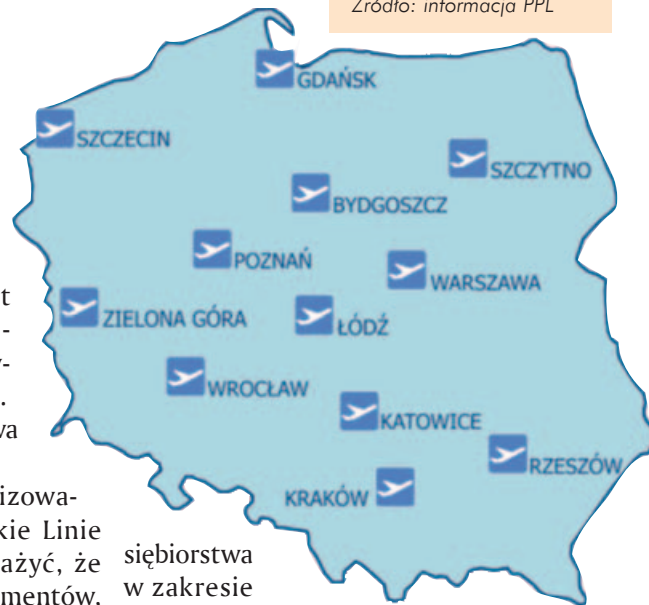 Źródło: informacja PPL
GDAŃSK
SZCZECIN
SZCZYTNO
BYDGOSZCZ
POZNAŃ
WARSZAWA
ZIELONA GÓRA
ŁÓDŹ
WROCŁAW
KATOWICE
RZESZÓW
KRAKÓW
t
-
y-
.
wa
izowa-
kie Linie
ażyć, że
mentów,
siębiorstwa
w zakresie